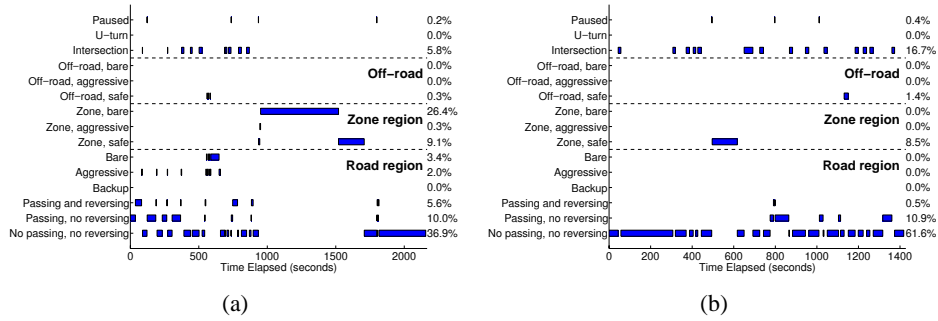 Paused 0.2%
U−turn 0.0%
Intersection 5.8%
Off−road, bare 0.0%
Off−road
Off−road, aggressive 0.0%
Off−road, safe 0.3%
Zone, bare 26.4%
Zone region
Zone, aggressive 0.3%
Zone, safe 9.1%
Bare 3.4%
Road region
Aggressive 2.0%
Backup 0.0%
Passing and reversing 5.6%
Passing, no reversing 10.0%
No passing, no reversing 36.9%
0 500 1000 1500 2000
Time Elapsed (seconds)
(a)
Paused 0.4%
U−turn 0.0%
Intersection 16.7%
Off−road, bare 0.0%
Off−road
Off−road, aggressive 0.0%
Off−road, safe 1.4%
Zone, bare 0.0%
Zone region
Zone, aggressive 0.0%
Zone, safe 8.5%
Bare 0.0%
Road region
Aggressive 0.0%
Backup 0.0%
Passing and reversing 0.5%
Passing, no reversing 10.9%
No passing, no reversing 61.6%
0 200 400 600 800 1000 1200 1400
Time Elapsed (seconds)
(b)